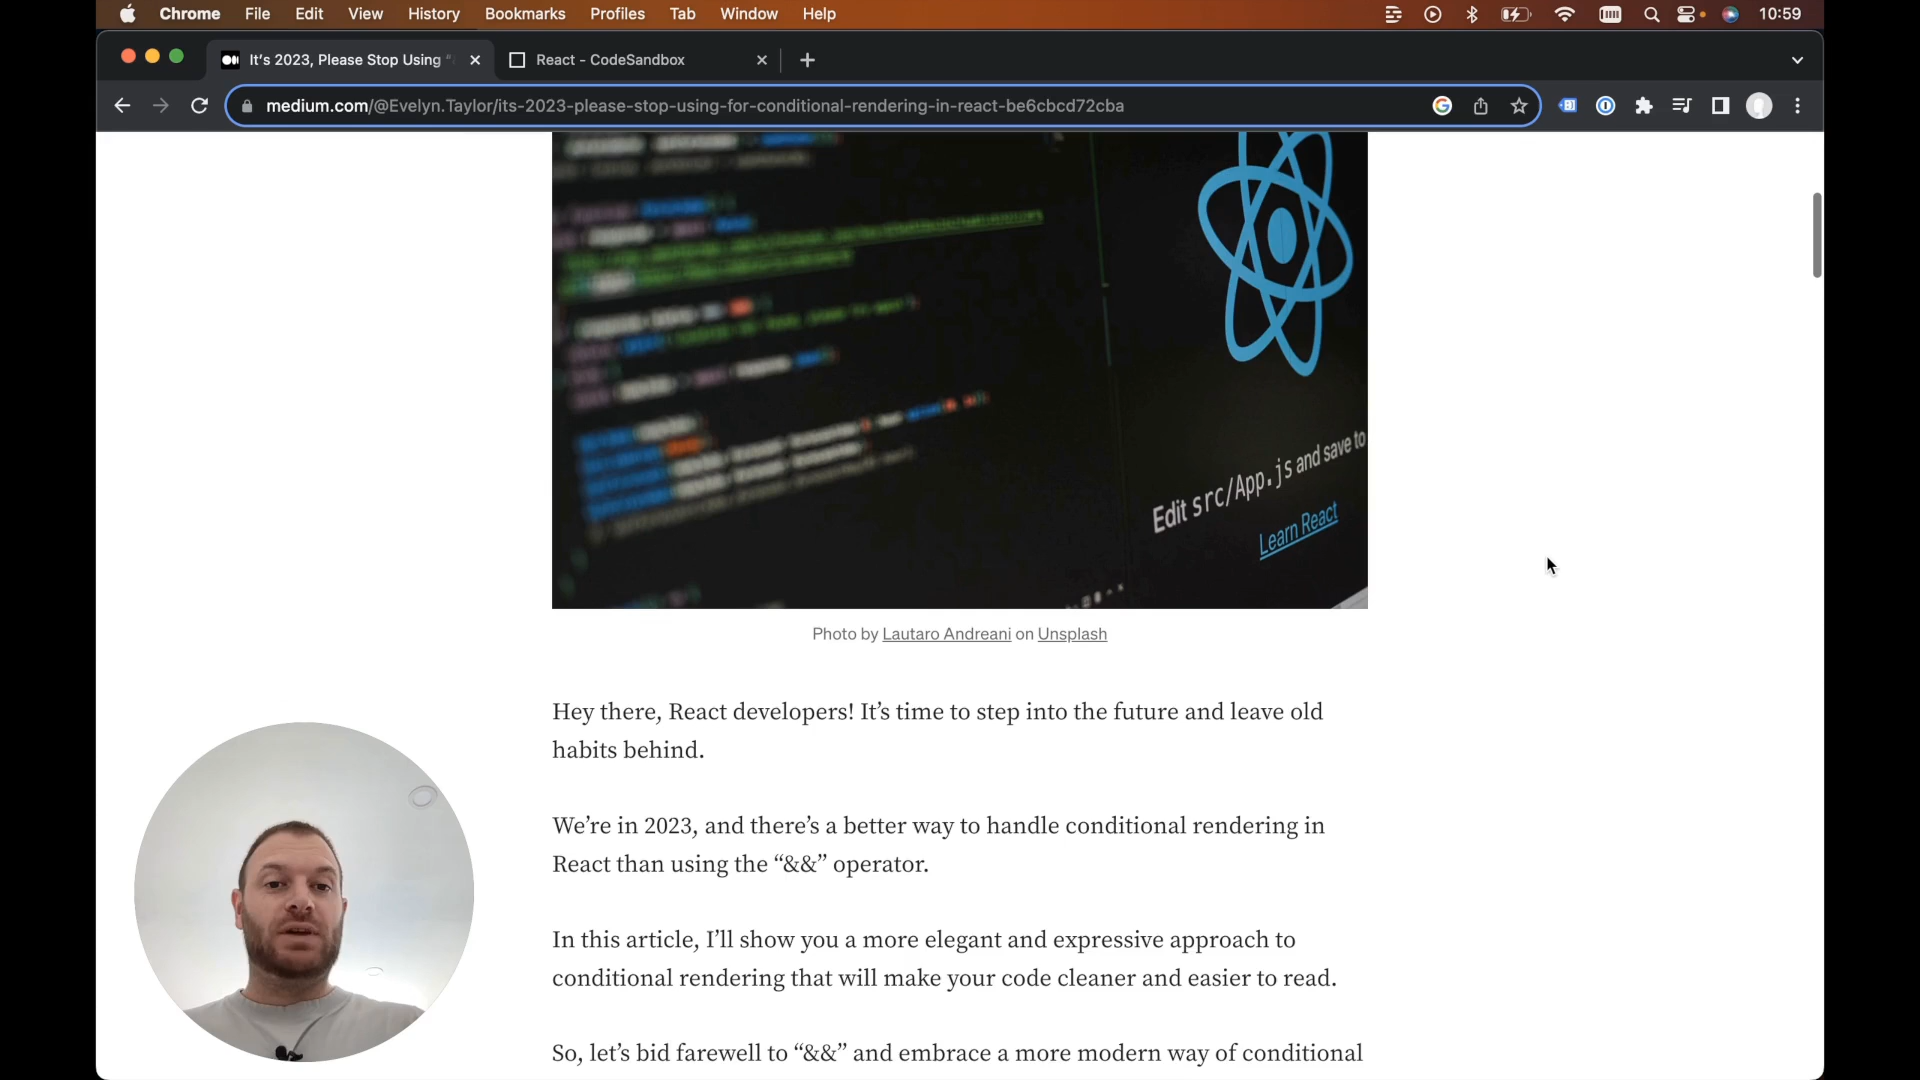 Chrome File Edit View History Bookmarks Profiles Tab Window Help 10:59
It's 2023, Please Stop Using "
React - CodeSandbox
medium.com/@Evelyn.Taylor/its-2023-please-stop-using-for-conditional-rendering-in-react-be6cbcd72cba
Edit src/App.js and save to
Learn React
Photo by Lautaro Andreani on Unsplash
Hey there, React developers! It’s time to step into the future and leave old
habits behind.
We’re in 2023, and there’s a better way to handle conditional rendering in
React than using the “&&” operator.
In this article, I’ll show you a more elegant and expressive approach to
conditional rendering that will make your code cleaner and easier to read.
So, let’s bid farewell to “&&” and embrace a more modern way of conditional